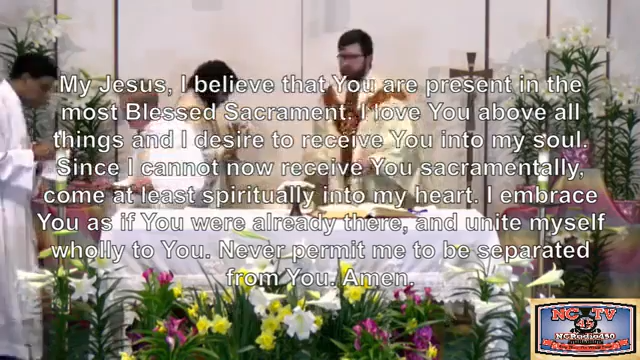 My Jesus, I believe that You are present in the
most Blessed Sacrament. I love You above all
things and I desire to receive You into my soul.
Since I cannot now receive You sacramentally,
come at least spiritually into my heart. I embrace
You as if You were already there, and unite myself
wholly to You. Never permit me to be separated
from You. Amen.
NC TV
45
NCRadio450